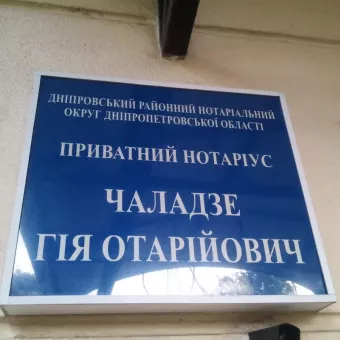 ДНІПРОВСЬКИЙ РАЙОННИЙ НОТАРІАЛЬНИЙ
ОКРУГ ДНІПРОПЕТРОВСЬКОЇ ОБЛАСТІ
ПРИВАТНИЙ НОТАРІУС
ЧАЛАДЗЕ
ГІЯ ОТАРІЙОВИЧ